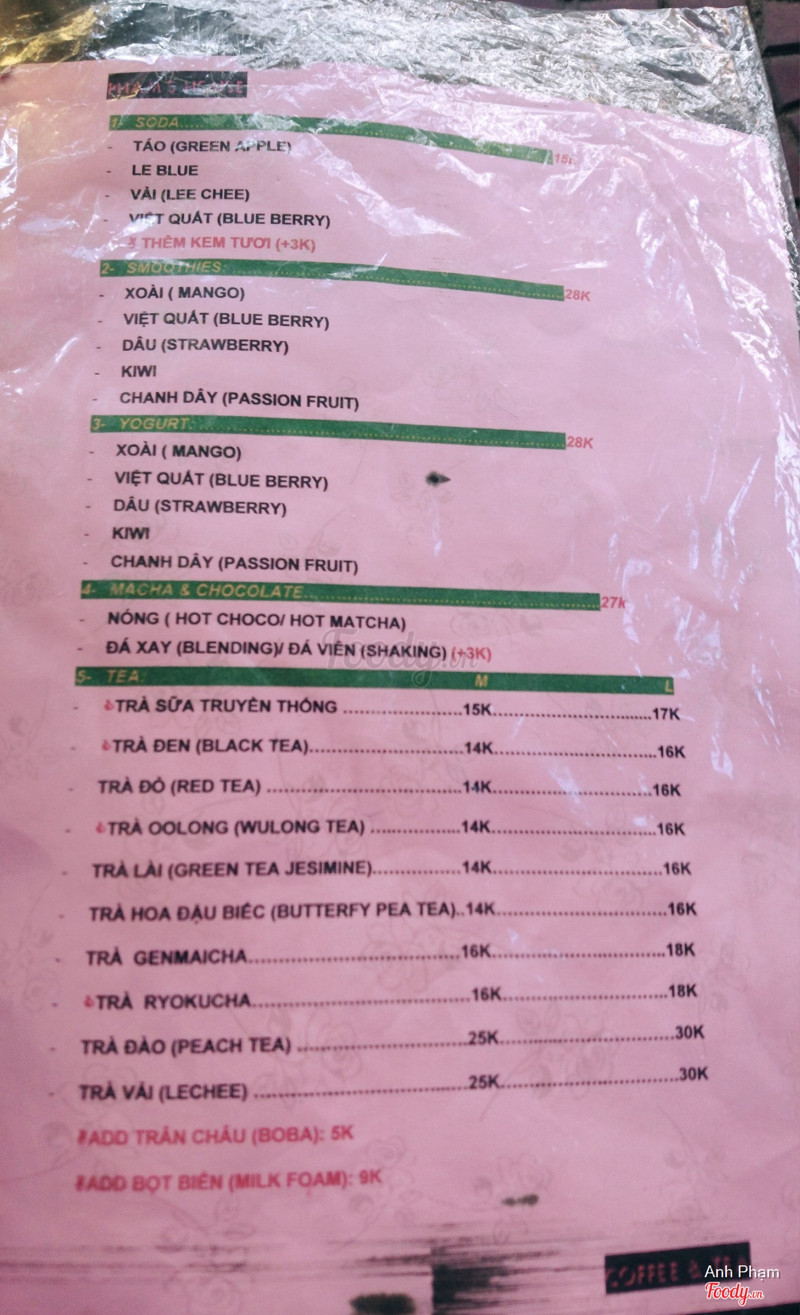 PHAM'S HOUSE
1- SODA
15K
- TÁO (GREEN APPLE)
- LE BLUE
- VẢI (LEE CHEE)
- VIỆT QUẤT (BLUE BERRY)
* THÊM KEM TƯƠI (+3K)
2- SMOOTHIES 28K
- XOÀI ( MANGO)
- VIỆT QUẤT (BLUE BERRY)
- DÂU (STRAWBERRY)
- KIWI
- CHANH DÂY (PASSION FRUIT)
3- YOGURT 28K
- XOÀI ( MANGO)
- VIỆT QUẤT (BLUE BERRY)
- DÂU (STRAWBERRY)
- KIWI
- CHANH DÂY (PASSION FRUIT)
4- MACHA & CHOCOLATE 27k
- NÓNG ( HOT CHOCO/ HOT MATCHA)
- ĐÁ XAY (BLENDING)/ ĐÁ VIÊN (SHAKING) (+3K)
Foody.vn
5- TEA: M L
- TRÀ SỮA TRUYỀN THỐNG ..................15K..................17K
- TRÀ ĐEN (BLACK TEA)..................14K..................16K
- TRÀ ĐỎ (RED TEA) ..................14K..................16K
- TRÀ OOLONG (WULONG TEA) ..................14K..................16K
- TRÀ LÀI (GREEN TEA JESIMINE)..................14K..................16K
- TRÀ HOA ĐẬU BIẾC (BUTTERFY PEA TEA)..14K..................16K
- TRÀ GENMAICHA..................16K..................18K
- TRÀ RYOKUCHA..................16K..................18K
- TRÀ ĐÀO (PEACH TEA) ..................25K..................30K
- TRÀ VẢI (LECHEE) ..................25K..................30K
#ADD TRÂN CHÂU (BOBA): 5K
#ADD BỌT BIỂN (MILK FOAM): 9K
COFFEE & TEA
Anh Phạm
Foody.vn